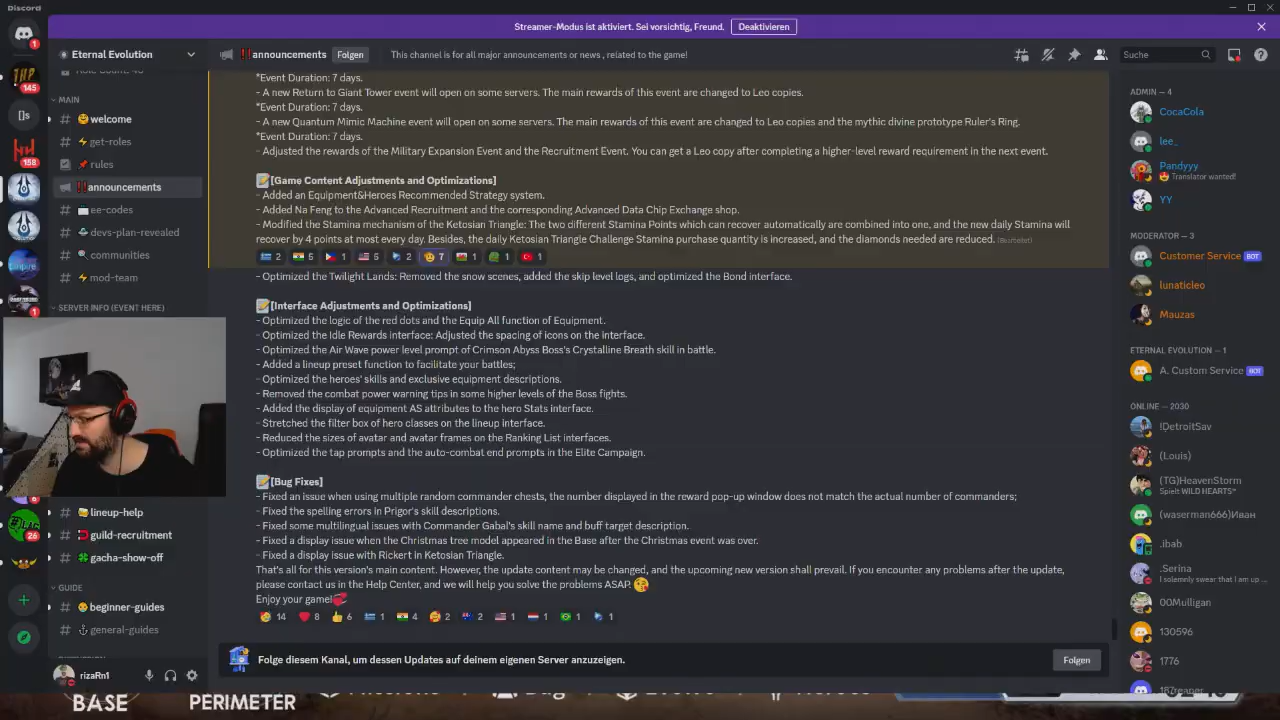 Discord
Streamer-Modus ist aktiviert. Sei vorsichtig, Freund. Deaktivieren
1
Eternal Evolution
announcements Folgen This channel is for all major announcements or news , related to the game! Suche
145
158
1
26
MAIN
welcome
get-roles
rules
announcements
ee-codes
devs-plan-revealed
communities
mod-team
SERVER INFO (EVENT HERE)
lineup-help
guild-recruitment
gacha-show-off
GUIDE
beginner-guides
general-guides
rizaRn1
*Event Duration: 7 days.
- A new Return to Giant Tower event will open on some servers. The main rewards of this event are changed to Leo copies.
*Event Duration: 7 days.
- A new Quantum Mimic Machine event will open on some servers. The main rewards of this event are changed to Leo copies and the mythic divine prototype Ruler's Ring.
*Event Duration: 7 days.
- Adjusted the rewards of the Military Expansion Event and the Recruitment Event. You can get a Leo copy after completing a higher-level reward requirement in the next event.
[Game Content Adjustments and Optimizations]
- Added an Equipment&Heroes Recommended Strategy system.
- Added Na Feng to the Advanced Recruitment and the corresponding Advanced Data Chip Exchange shop.
- Modified the Stamina mechanism of the Ketosian Triangle: The two different Stamina Points which can recover automatically are combined into one, and the new daily Stamina will
recover by 4 points at most every day. Besides, the daily Ketosian Triangle Challenge Stamina purchase quantity is increased, and the diamonds needed are reduced. (Bearbeitet)
2 5 1 5 2 7 1 1 1
- Optimized the Twilight Lands: Removed the snow scenes, added the skip level logs, and optimized the Bond interface.
[Interface Adjustments and Optimizations]
- Optimized the logic of the red dots and the Equip All function of Equipment.
- Optimized the Idle Rewards interface: Adjusted the spacing of icons on the interface.
- Optimized the Air Wave power level prompt of Crimson Abyss Boss's Crystalline Breath skill in battle.
- Added a lineup preset function to facilitate your battles;
- Optimized the heroes' skills and exclusive equipment descriptions.
- Removed the combat power warning tips in some higher levels of the Boss fights.
- Added the display of equipment AS attributes to the hero Stats interface.
- Stretched the filter box of hero classes on the lineup interface.
- Reduced the sizes of avatar and avatar frames on the Ranking List interfaces.
- Optimized the tap prompts and the auto-combat end prompts in the Elite Campaign.
[Bug Fixes]
- Fixed an issue when using multiple random commander chests, the number displayed in the reward pop-up window does not match the actual number of commanders;
- Fixed the spelling errors in Prigor's skill descriptions.
- Fixed some multilingual issues with Commander Gabal's skill name and buff target description.
- Fixed a display issue when the Christmas tree model appeared in the Base after the Christmas event was over.
- Fixed a display issue with Rickert in Ketosian Triangle.
That's all for this version's main content. However, the update content may be changed, and the upcoming new version shall prevail. If you encounter any problems after the update,
please contact us in the Help Center, and we will help you solve the problems ASAP.
Enjoy your game!
14 8 6 1 4 2 2 1 1 1 1
Folge diesem Kanal, um dessen Updates auf deinem eigenen Server anzuzeigen. Folgen
ADMIN — 4
CocaCola
lee_
Pandyyy
Translator wanted!
YY
MODERATOR — 3
Customer Service BOT
lunaticleo
Mauzas
ETERNAL EVOLUTION — 1
A. Custom Service BOT
ONLINE — 2030
!DetroitSav
(Louis)
(TG)HeavenStorm
Spielt WILD HEARTS™
(waserman666)Иван
.ibab
.Serina
I solemnly swear that I am up ...
00Mulligan
130596
1776
187reaper
BASE PERIMETER